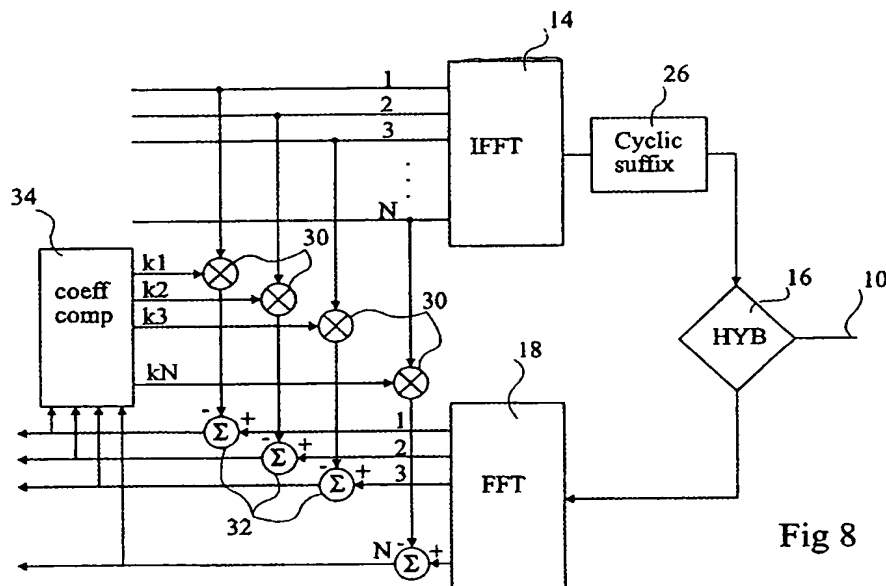 14
1
2
3
IFFT
26
Cyclic
suffix
34
N
30
k1
coeff
comp
k2
k3
30
16
10
HYB
kN
18
- + 1
- + 2
- + 3
Σ
Σ
Σ
FFT
32
N - +
Σ
Fig 8